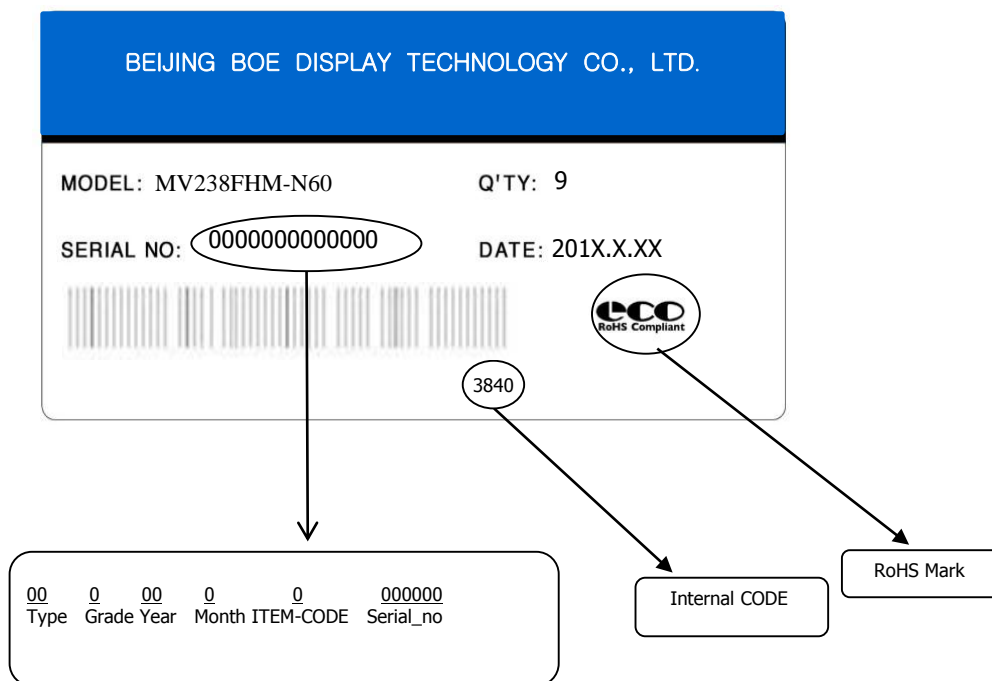 BEIJING BOE DISPLAY TECHNOLOGY CO., LTD.
MODEL: MV238FHM-N60 Q'TY: 9
SERIAL NO: 0000000000000 DATE: 201X.X.XX
eco
RoHS Compliant
3840
00 0 00 0 0 000000
Type Grade Year Month ITEM-CODE Serial_no
Internal CODE
RoHS Mark